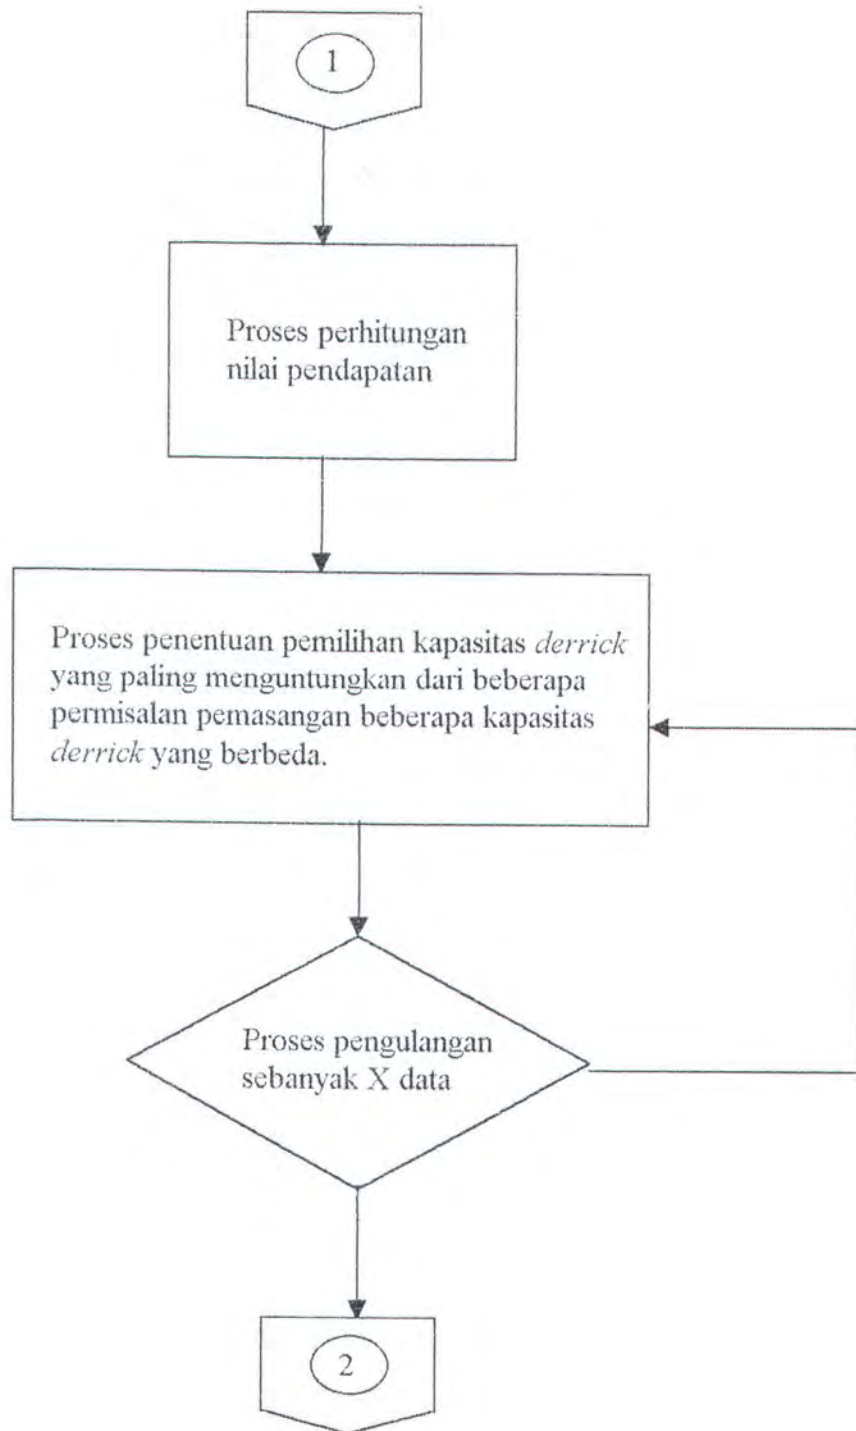 1
Proses perhitungan
nilai pendapatan
Proses penentuan pemilihan kapasitas derrick
yang paling menguntungkan dari beberapa
permisalan pemasangan beberapa kapasitas
derrick yang berbeda.
Proses pengulangan
sebanyak X data
2